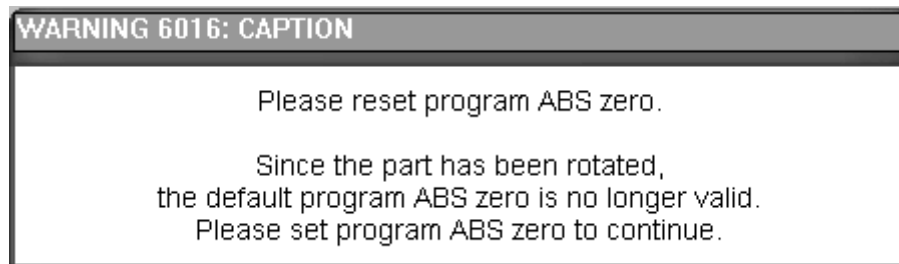 WARNING 6016: CAPTION
Please reset program ABS zero.
Since the part has been rotated,
the default program ABS zero is no longer valid.
Please set program ABS zero to continue.